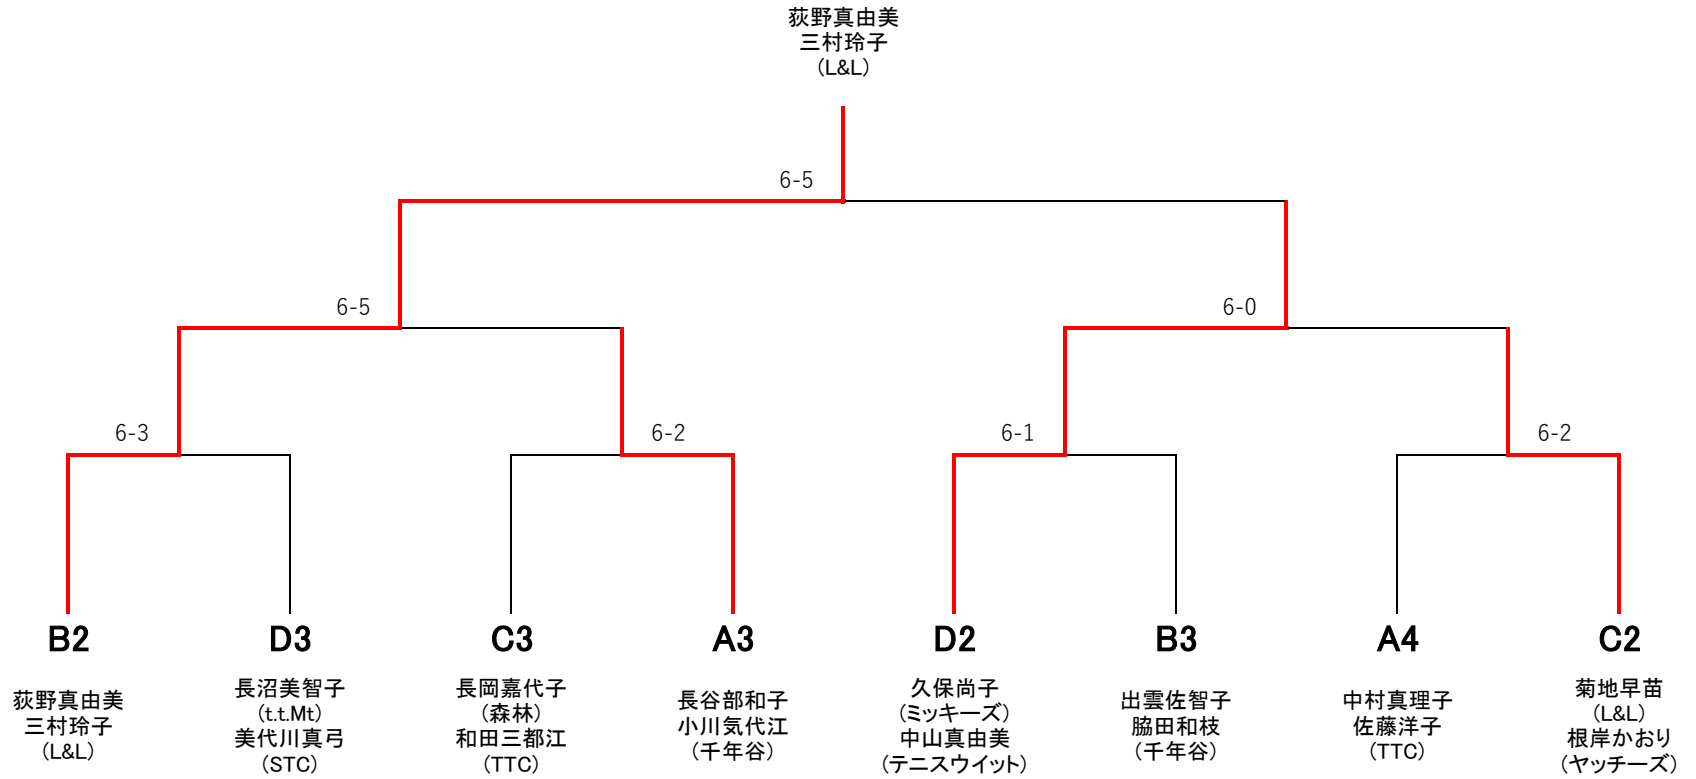 荻野真由美
三村玲子
(L&L)
6-5
6-5
6-0
6-3
6-2
6-1
6-2
B2
D3
C3
A3
D2
B3
A4
C2
荻野真由美
三村玲子
(L&L)
長沼美智子
(t.t.Mt)
美代川真弓
(STC)
長岡嘉代子
(森林)
和田三都江
(TTC)
長谷部和子
小川気代江
(千年谷)
久保尚子
(ミッキーズ)
中山真由美
(テニスウイット)
出雲佐智子
脇田和枝
(千年谷)
中村真理子
佐藤洋子
(TTC)
菊地早苗
(L&L)
根岸かおり
(ヤッチーズ)